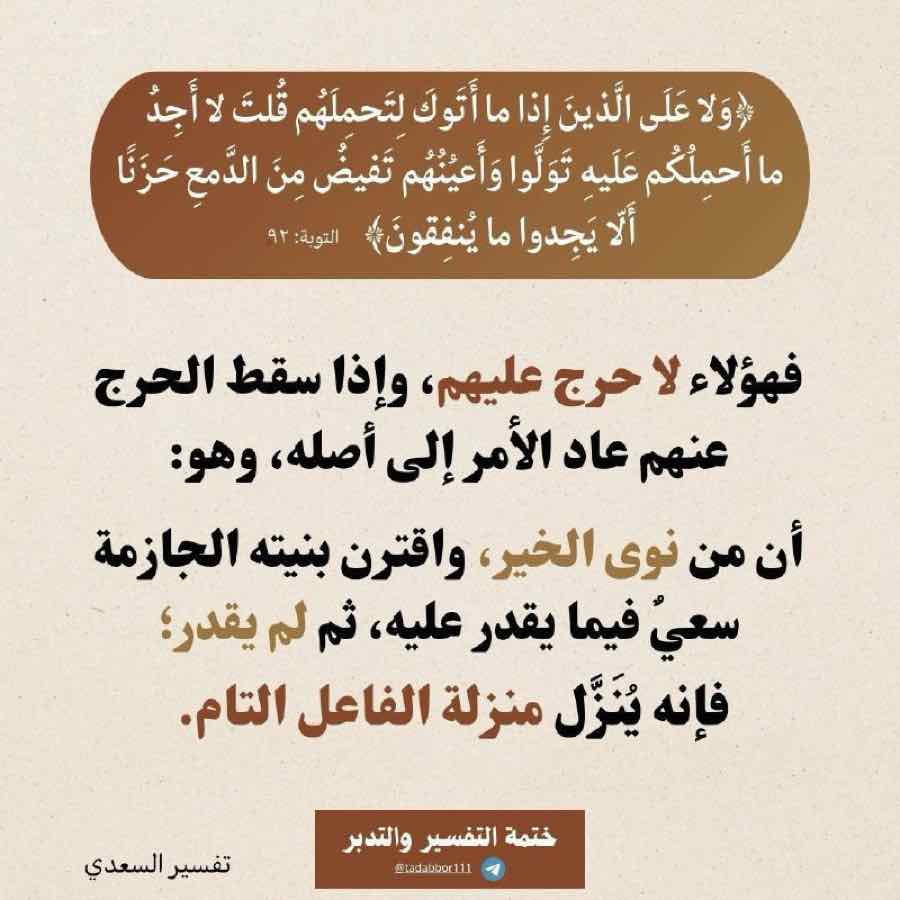 ﴿وَلا عَلَى الَّذينَ إِذا ما أَتَوكَ لِتَحمِلَهُم قُلتَ لا أَجِدُ
ما أَحمِلُكُم عَلَيهِ تَوَلَّوا وَأَعيُنُهُم تَفيضُ مِنَ الدَّمعِ حَزَنًا
أَلّا يَجِدوا ما يُنفِقونَ﴾ التوبة: ٩٢
فهؤلاء لا حرج عليهم، وإذا سقط الحرج
عنهم عاد الأمر إلى أصله، وهو:
أن من نوى الخير، واقترن بنيته الجازمة
سعيٌ فيما يقدر عليه، ثم لم يقدر؛
فإنه يُنَزَّل منزلة الفاعل التام.
ختمة التفسير والتدبر
@tadabbor111
تفسير السعدي